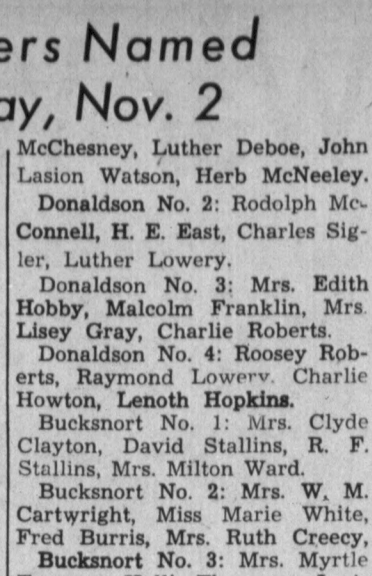 ers Named
ay, Nov. 2
McChesney, Luther Deboe, John
Lasion Watson, Herb McNeeley.
Donaldson No. 2: Rodolph Mc-
Connell, H. E. East, Charles Sig-
ler, Luther Lowery.
Donaldson No. 3: Mrs. Edith
Hobby, Malcolm Franklin, Mrs.
Lisey Gray, Charlie Roberts.
Donaldson No. 4: Roosey Rob-
erts, Raymond Lowery. Charlie
Howton, Lenoth Hopkins.
Bucksnort No. 1: Mrs. Clyde
Clayton, David Stallins, R. F.
Stallins, Mrs. Milton Ward.
Bucksnort No. 2: Mrs. W. M.
Cartwright, Miss Marie White,
Fred Burris, Mrs. Ruth Creecy,
Bucksnort No. 3: Mrs. Myrtle